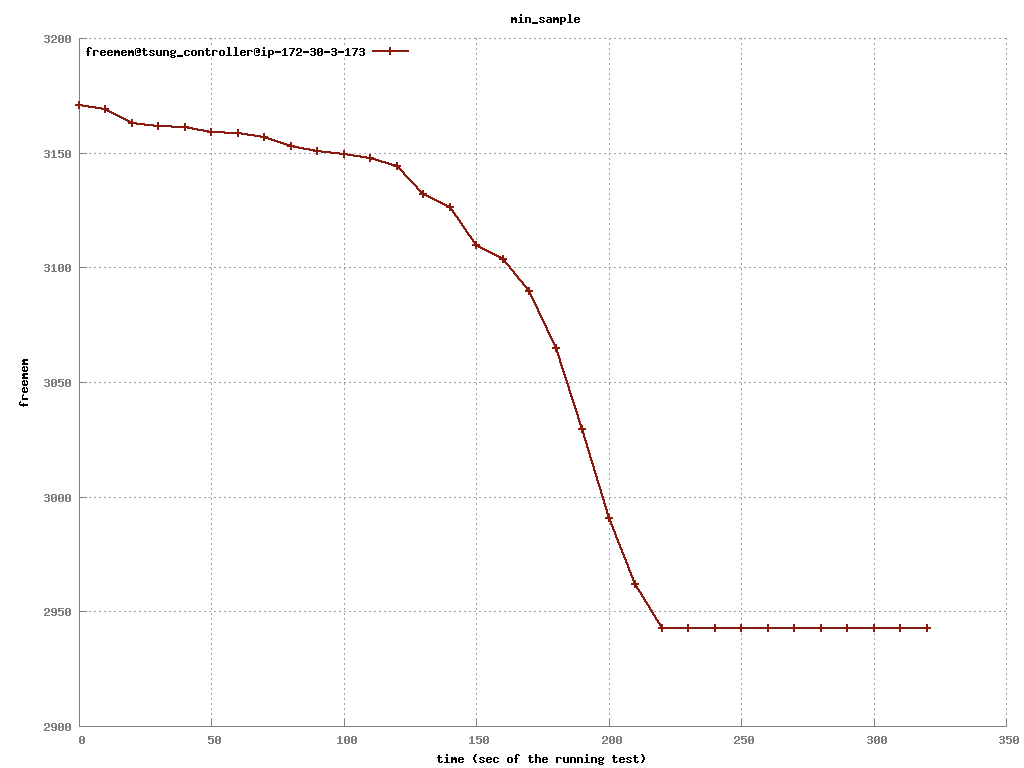 min_sample
freemem@tsung_controller@ip-172-30-3-173
3200
3150
3100
3050
3000
2950
2900
freemem
0 50 100 150 200 250 300 350
time (sec of the running test)